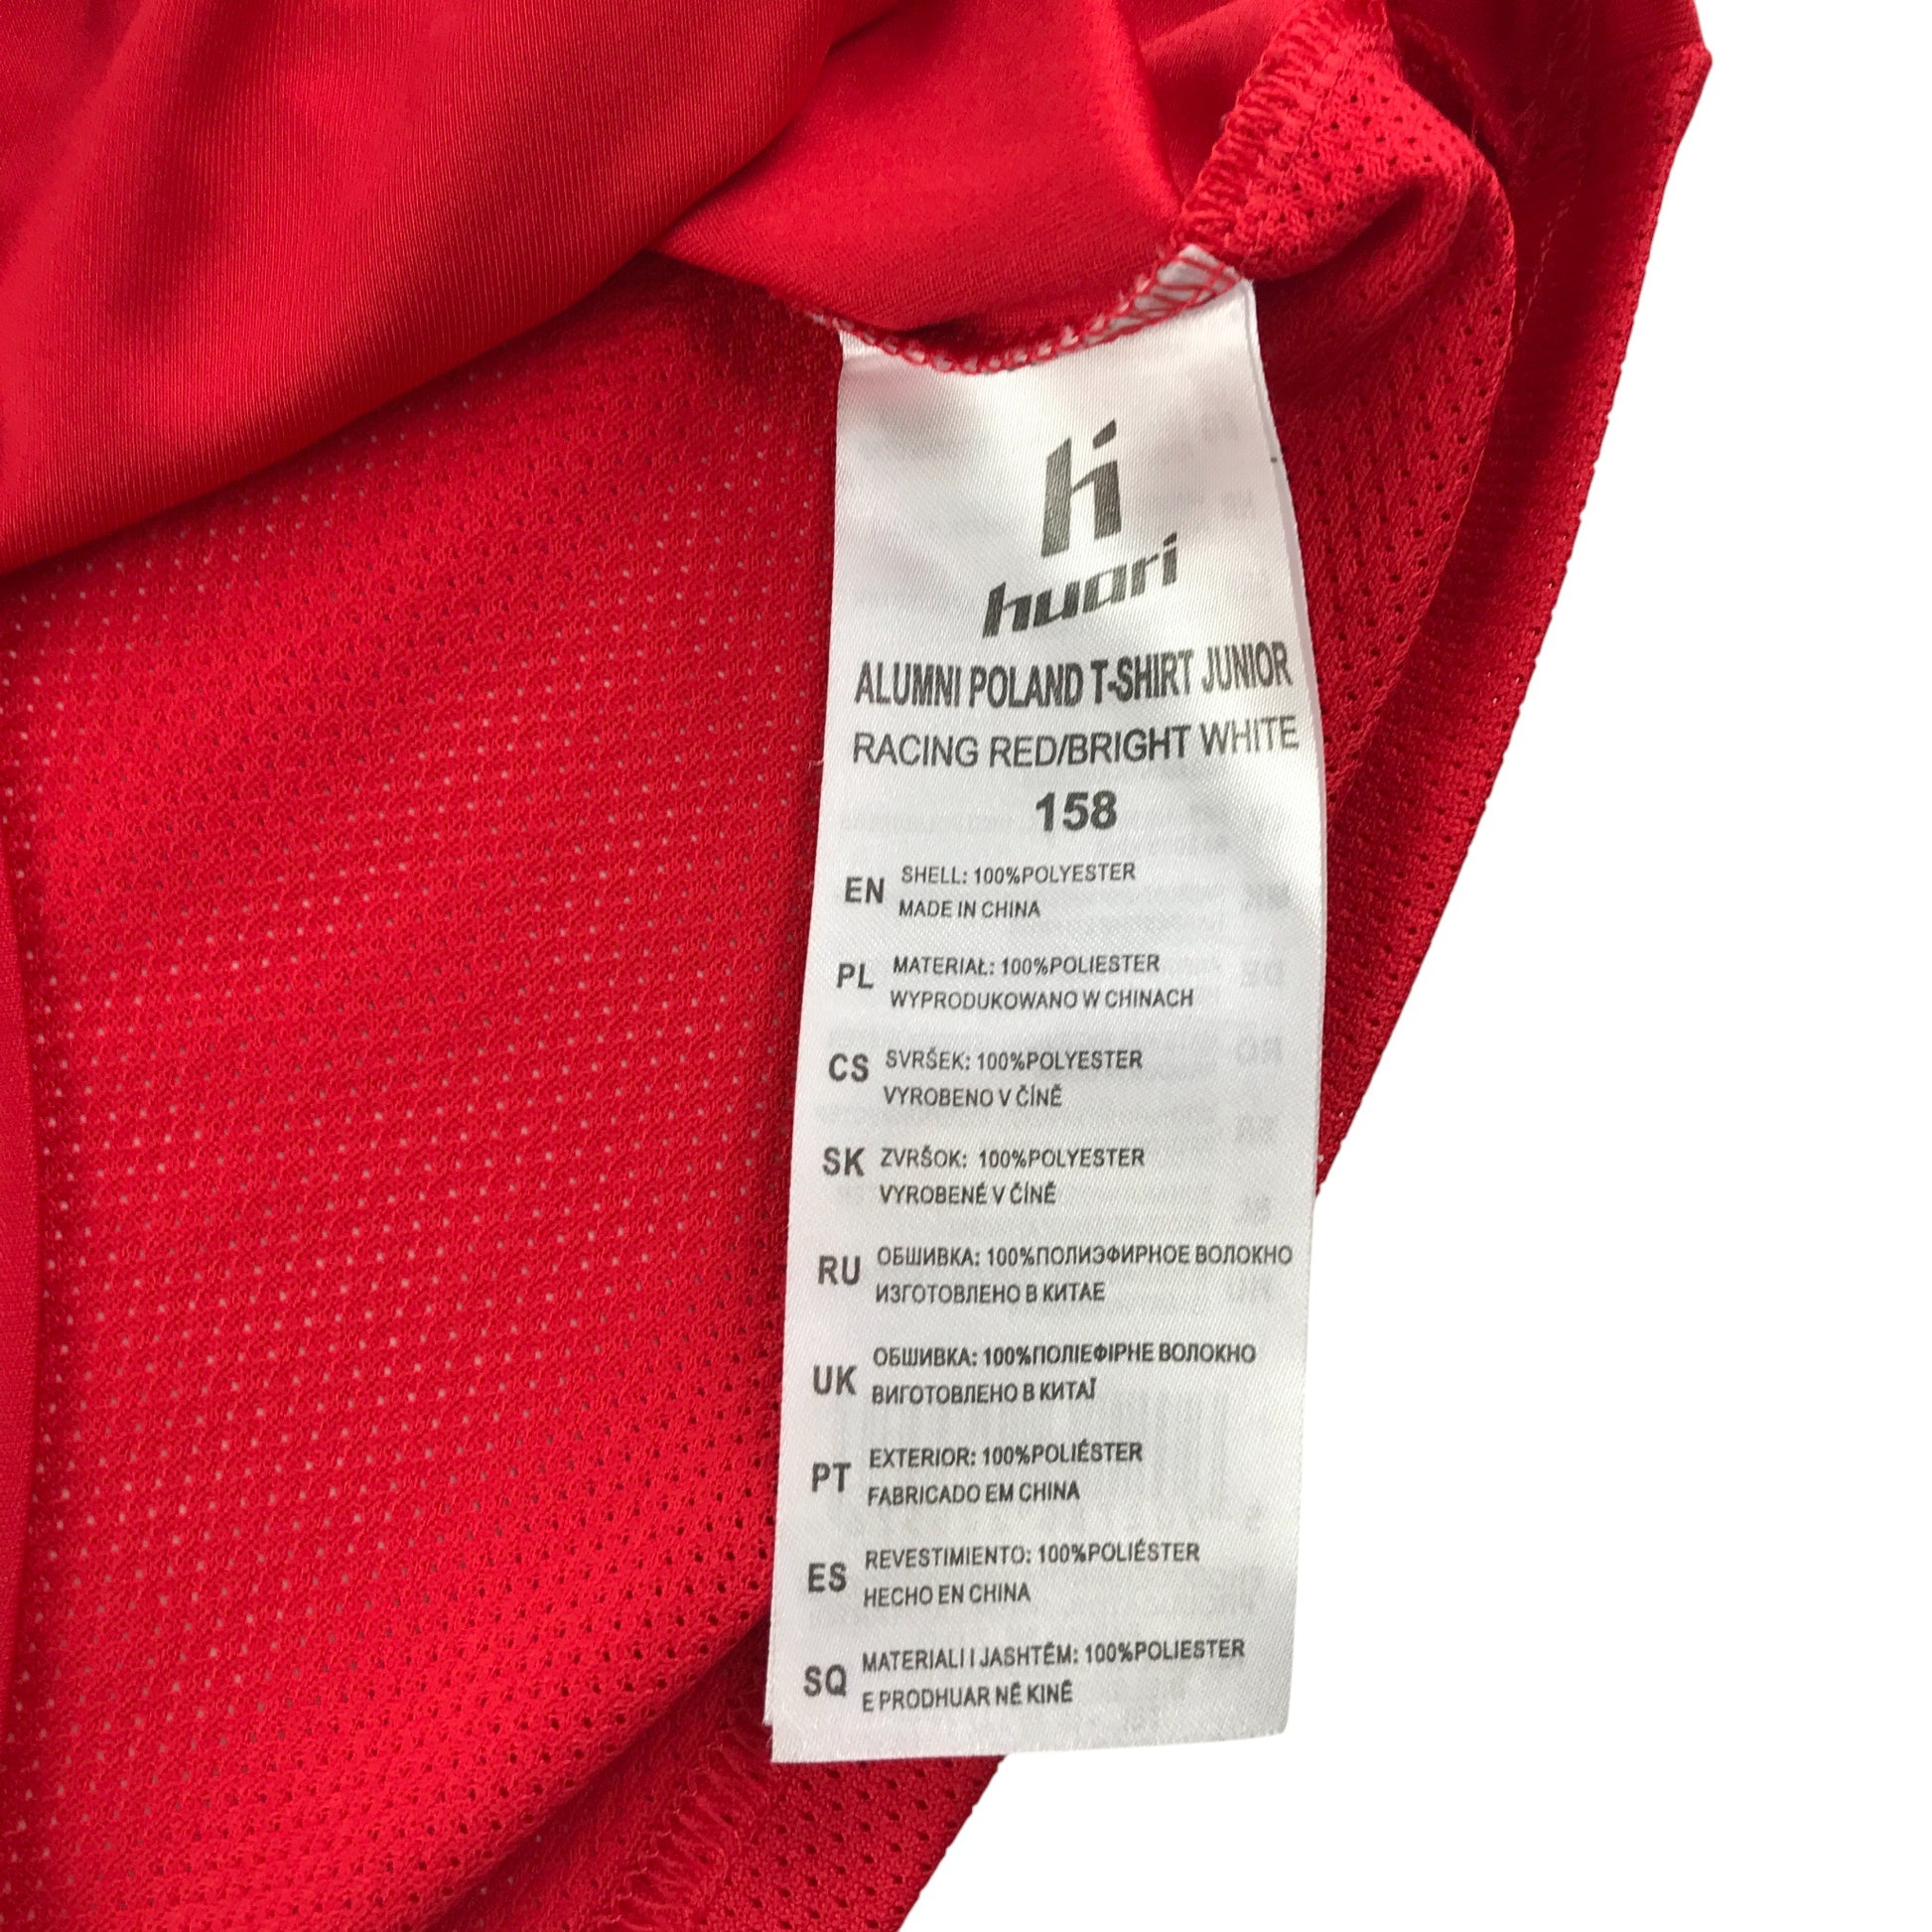 huari
ALUMNI POLAND T-SHIRT JUNIOR
RACING RED/BRIGHT WHITE
158
EN SHELL: 100%POLYESTER
MADE IN CHINA
PL MATERIAŁ: 100%POLIESTER
WYPRODUKOWANO W CHINACH
CS SVRŠEK: 100%POLYESTER
VYROBENO V ČÍNĚ
SK ZVRŠOK: 100%POLYESTER
VYROBENÉ V ČÍNĚ
RU ОБШИВКА: 100%ПОЛИЭФИРНОЕ ВОЛОКНО
ИЗГОТОВЛЕНО В КИТАЕ
UK ОБШИВКА: 100%ПОЛІЕФІРНЕ ВОЛОКНО
ВИГОТОВЛЕНО В КИТАЇ
PT EXTERIOR: 100%POLIÉSTER
FABRICADO EM CHINA
ES REVESTIMIENTO: 100%POLIÉSTER
HECHO EN CHINA
SQ MATERIALI I JASHTËM: 100%POLIESTER
E PRODHUAR NË KINË